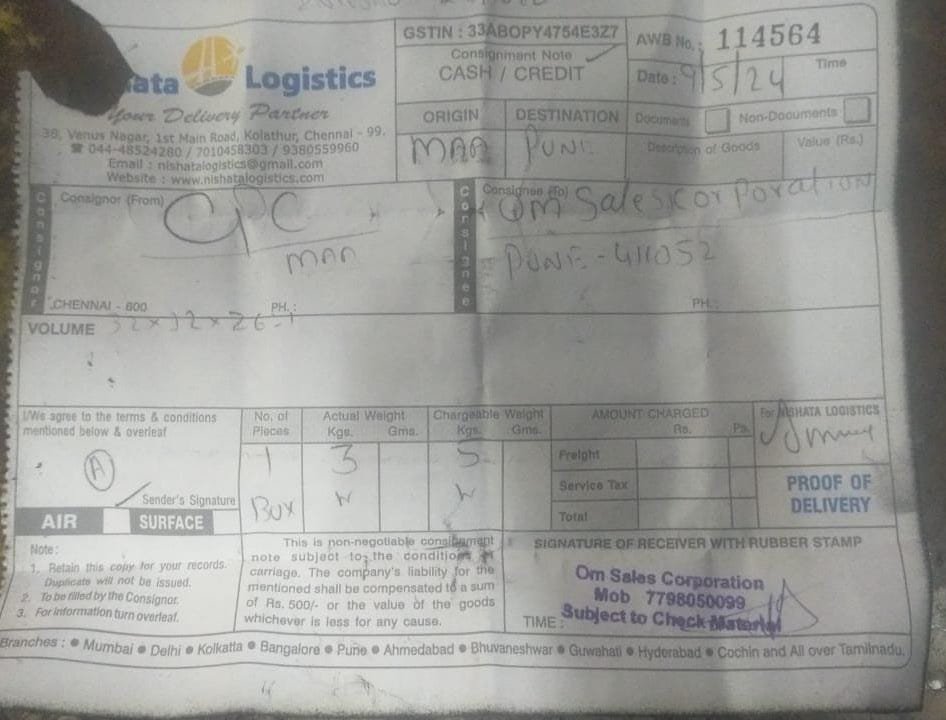 GSTIN : 33ABOPY4754E3Z7
Consignment Note
CASH / CREDIT
AWB No. : 114564
Date : 9/5/24 Time
ata Logistics
Your Delivery Partner
38, Venus Nagar, 1st Main Road, Kolathur, Chennai - 99.
☎ 044-48524280 / 7010458303 / 9380559960
Email : nishatalogistics@gmail.com
Website : www.nishatalogistics.com
ORIGIN DESTINATION
MAA PUNE
Documents Non-Documents
Description of Goods Value (Rs.)
Consignor
Consignor (From)
GPC
MAA
CHENNAI - 600 PH. :
Consignee
Consignee (To) Om Sales Corporation
PUNE - 411052
PH.:
VOLUME 32 x 32 x 26 - 1
I/We agree to the terms & conditions
mentioned below & overleaf
A
Sender's Signature
AIR SURFACE
No. of Pieces Actual Weight Kgs. Gms. Chargeable Weight Kgs. Gms.
1 3 5
Box
AMOUNT CHARGED
Rs. Ps.
Freight
Service Tax
Total
For NISHATA LOGISTICS
PROOF OF
DELIVERY
Note:
1. Retain this copy for your records.
Duplicate will not be issued.
2. To be filled by the Consignor.
3. For information turn overleaf.
This is non-negotiable consignment
note subject to the conditions of
carriage. The company's liability for the
mentioned shall be compensated to a sum
of Rs. 500/- or the value of the goods
whichever is less for any cause.
SIGNATURE OF RECEIVER WITH RUBBER STAMP
Om Sales Corporation
Mob 7798050099
Subject to Check Material
TIME :
Branches : ● Mumbai ● Delhi ● Kolkatta ● Bangalore ● Pune ● Ahmedabad ● Bhuvaneshwar ● Guwahati ● Hyderabad ● Cochin and All over Tamilnadu.